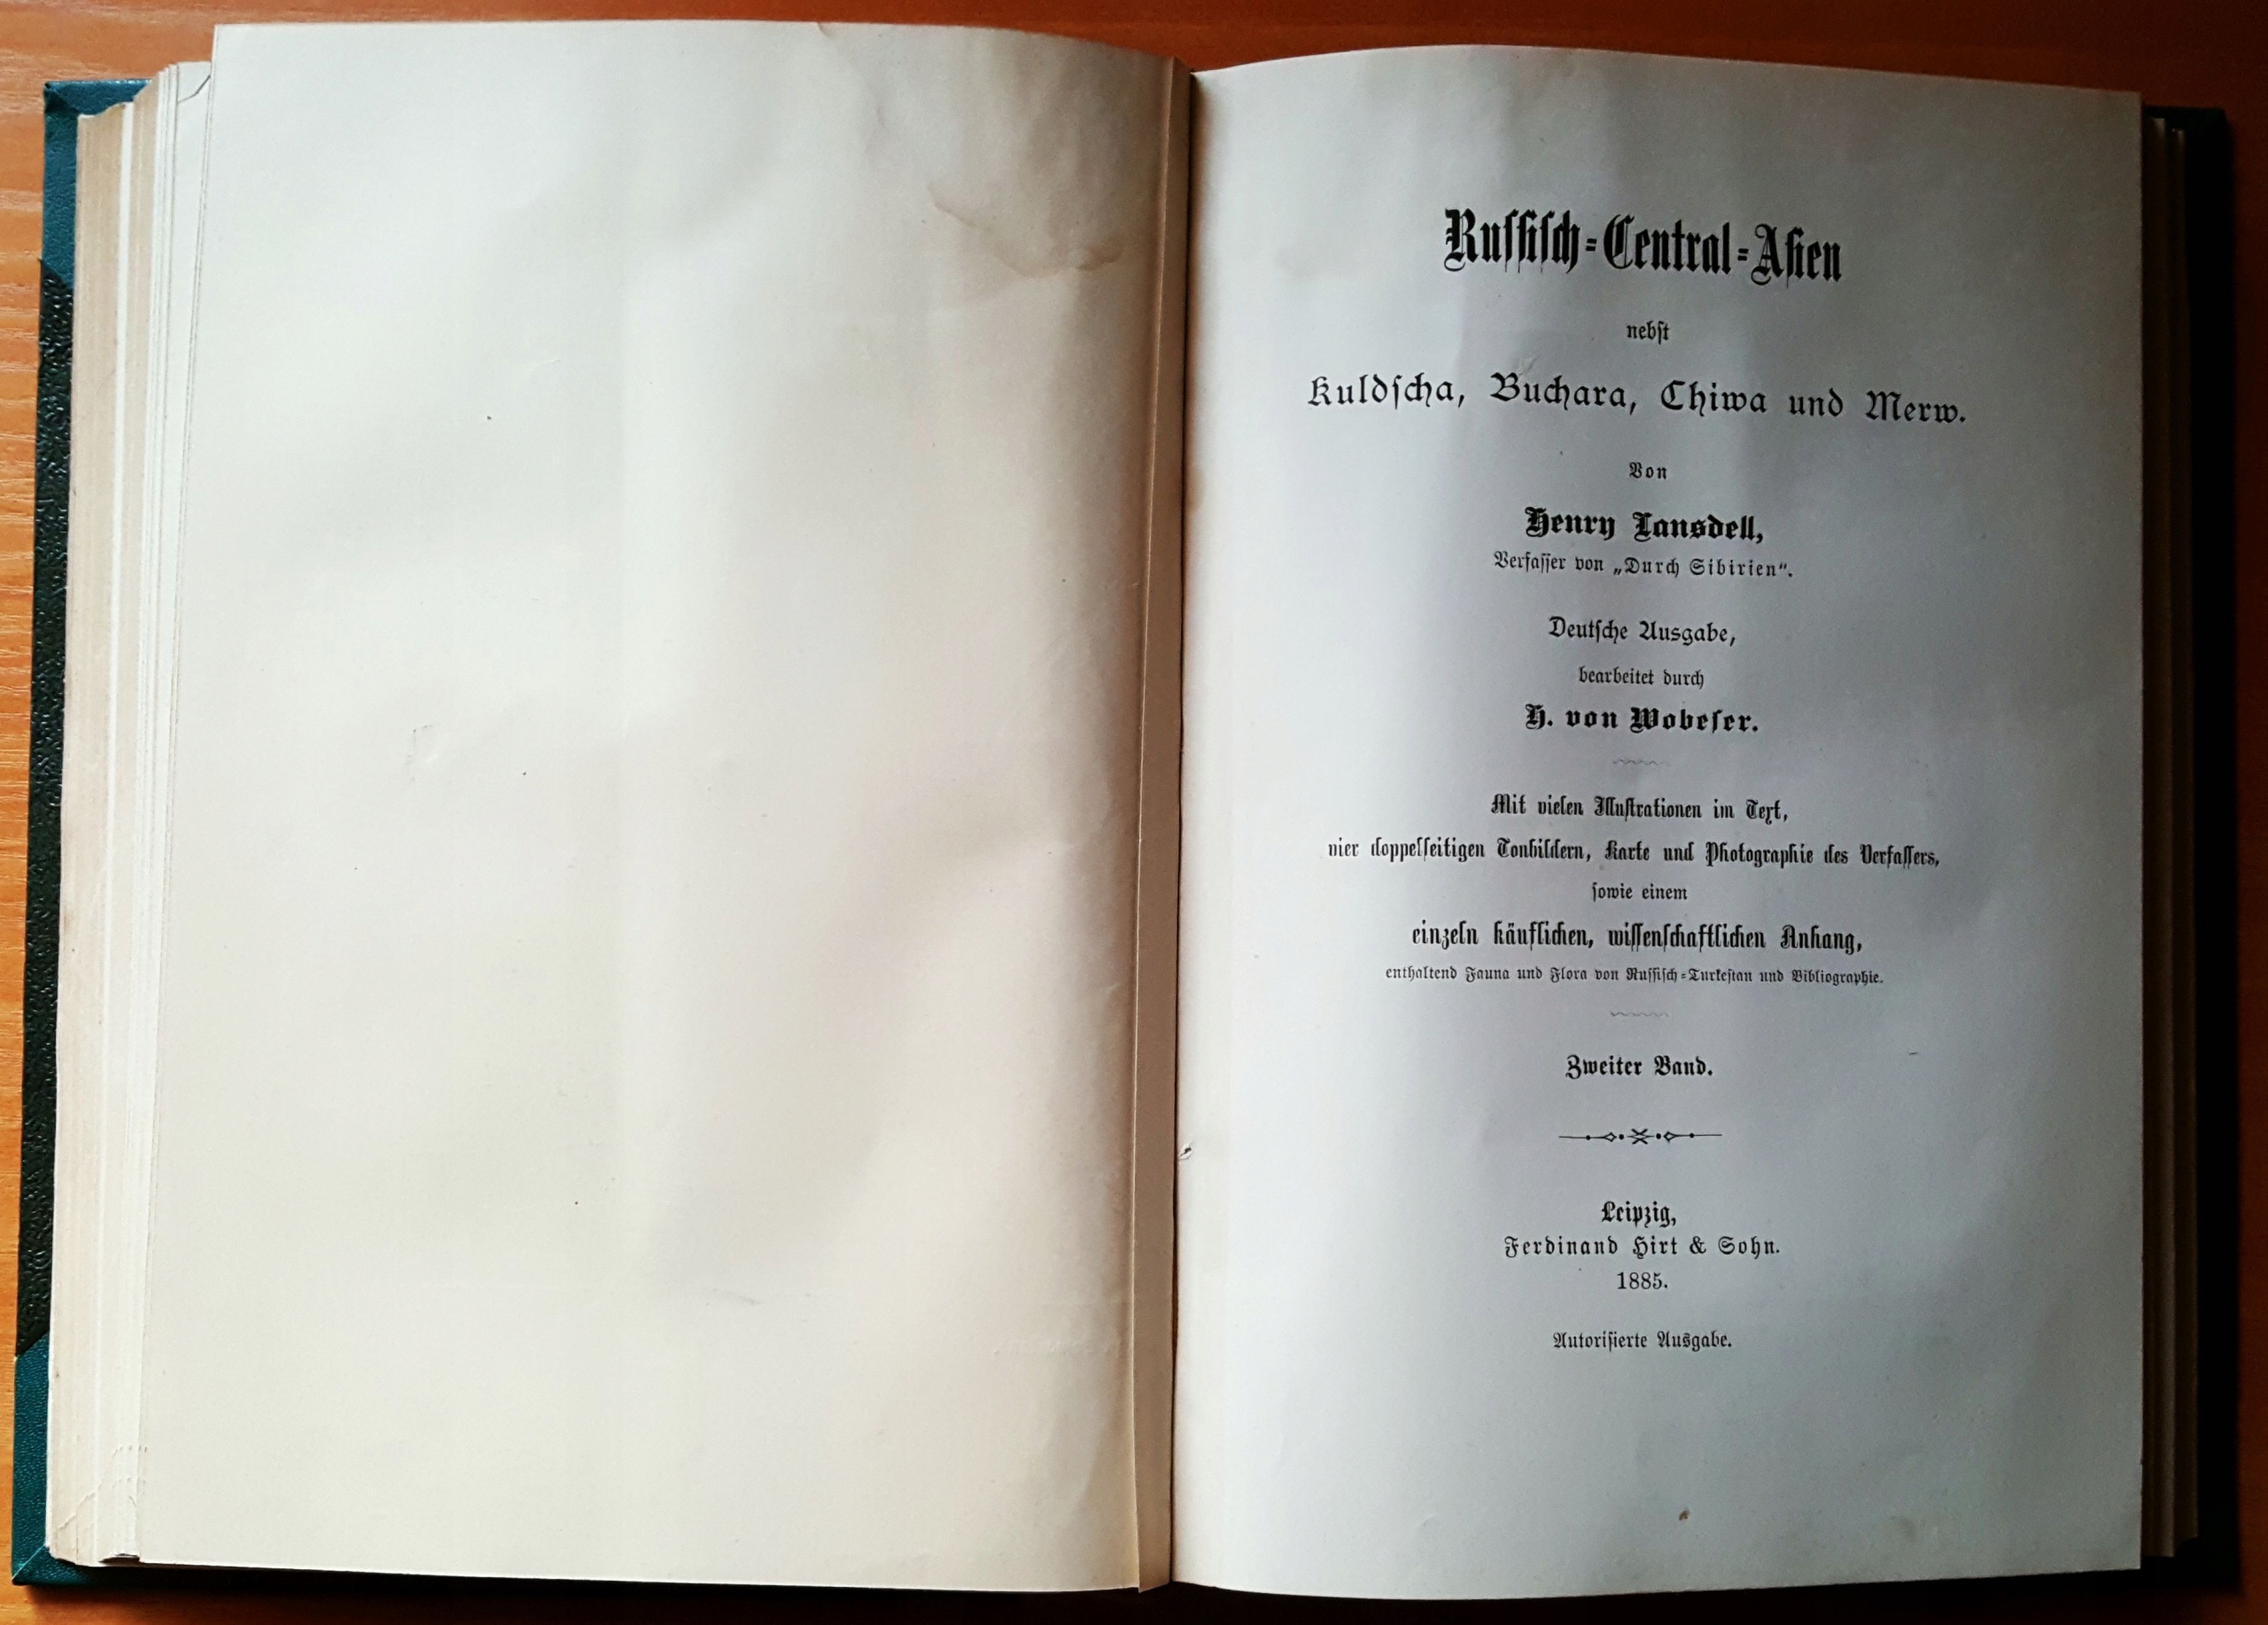 Ruſſiſch-Central-Aſien
nebſt
Kuldſcha, Buchara, Chiwa und Merw.
Von
Henry Lansdell,
Verfaſſer von „Durch Sibirien“.
Deutſche Ausgabe,
bearbeitet durch
H. von Wobeſer.
Mit vielen Illuſtrationen im Text,
vier doppelſeitigen Tonbildern, Karte und Photographie des Verfaſſers,
ſowie einem
einzeln käuflichen, wiſſenſchaftlichen Anhang,
enthaltend Fauna und Flora von Ruſſiſch-Turkeſtan und Bibliographie.
Zweiter Band.
Leipzig,
Ferdinand Hirt & Sohn.
1885.
Autoriſierte Ausgabe.